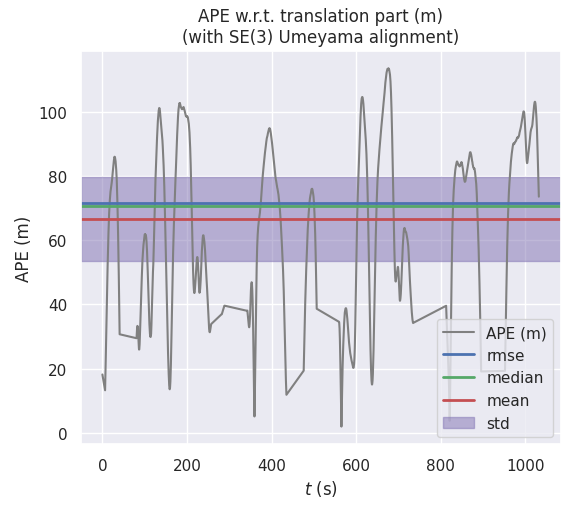 APE w.r.t. translation part (m)
(with SE(3) Umeyama alignment)
APE (m)
100
80
60
40
20
0
0 200 400 600 800 1000
t (s)
APE (m)
rmse
median
mean
std